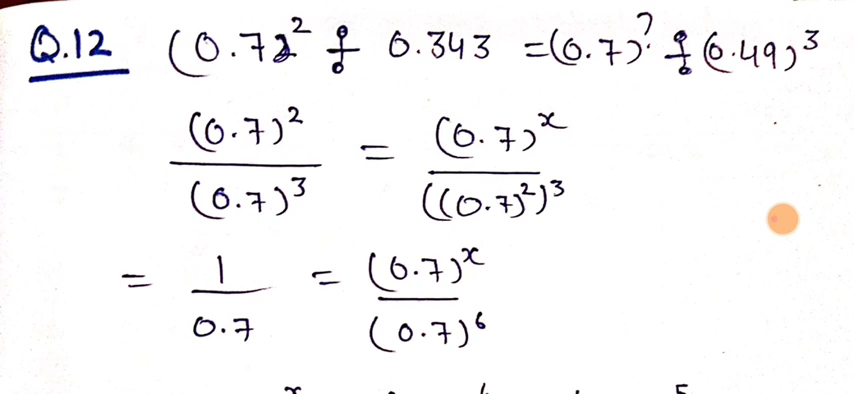 Q.12 (0.7)² ÷ 0.343 = (0.7)^? ÷ (0.49)³
(0.7)² / (0.7)³ = (0.7)^x / ((0.7)²)³
= 1 / 0.7 = (0.7)^x / (0.7)⁶